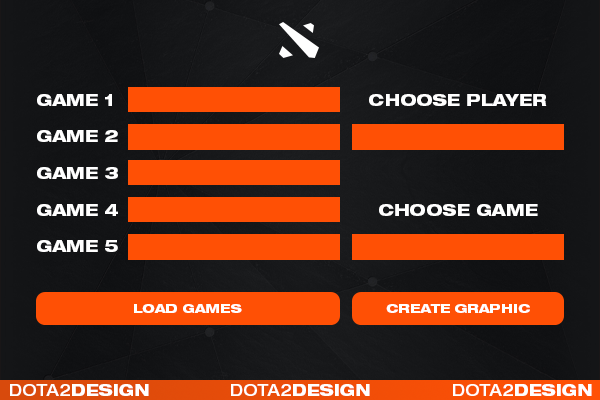 GAME 1
GAME 2
GAME 3
GAME 4
GAME 5
LOAD GAMES
CHOOSE PLAYER
CHOOSE GAME
CREATE GRAPHIC
DOTA2DESIGN DOTA2DESIGN DOTA2DESIGN